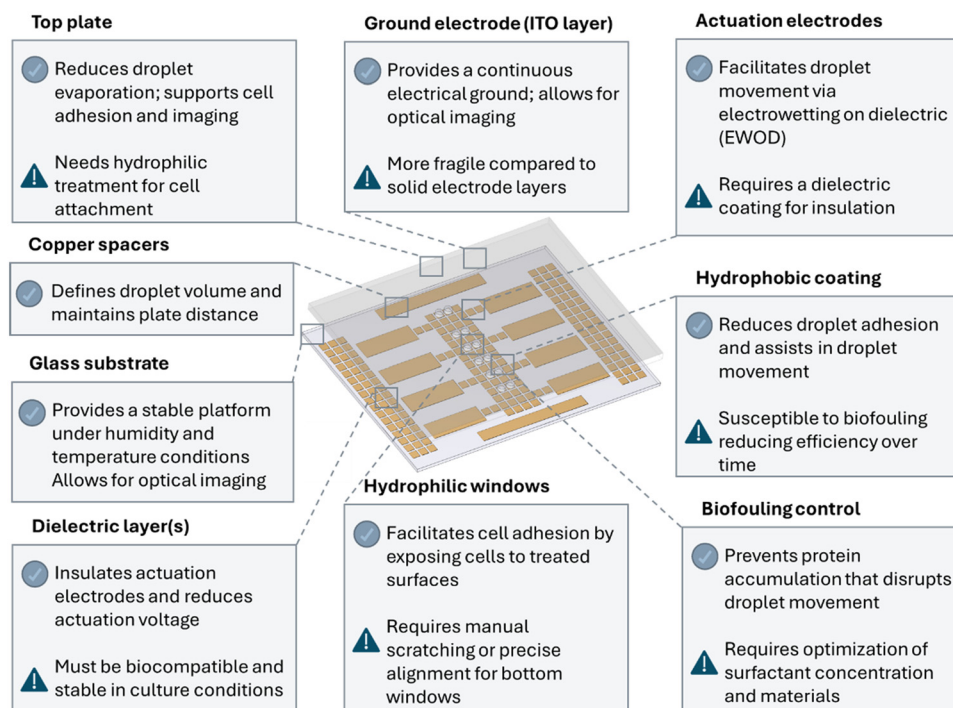 Top plate
Reduces droplet
evaporation; supports cell
adhesion and imaging
Needs hydrophilic
treatment for cell
attachment
Ground electrode (ITO layer)
Provides a continuous
electrical ground; allows for
optical imaging
More fragile compared to
solid electrode layers
Actuation electrodes
Facilitates droplet
movement via
electrowetting on dielectric
(EWOD)
Requires a dielectric
coating for insulation
Copper spacers
Defines droplet volume and
maintains plate distance
Hydrophobic coating
Reduces droplet adhesion
and assists in droplet
movement
Susceptible to biofouling
reducing efficiency over
time
Glass substrate
Provides a stable platform
under humidity and
temperature conditions
Allows for optical imaging
Dielectric layer(s)
Insulates actuation
electrodes and reduces
actuation voltage
Must be biocompatible and
stable in culture conditions
Hydrophilic windows
Facilitates cell adhesion by
exposing cells to treated
surfaces
Requires manual
scratching or precise
alignment for bottom
windows
Biofouling control
Prevents protein
accumulation that disrupts
droplet movement
Requires optimization of
surfactant concentration
and materials